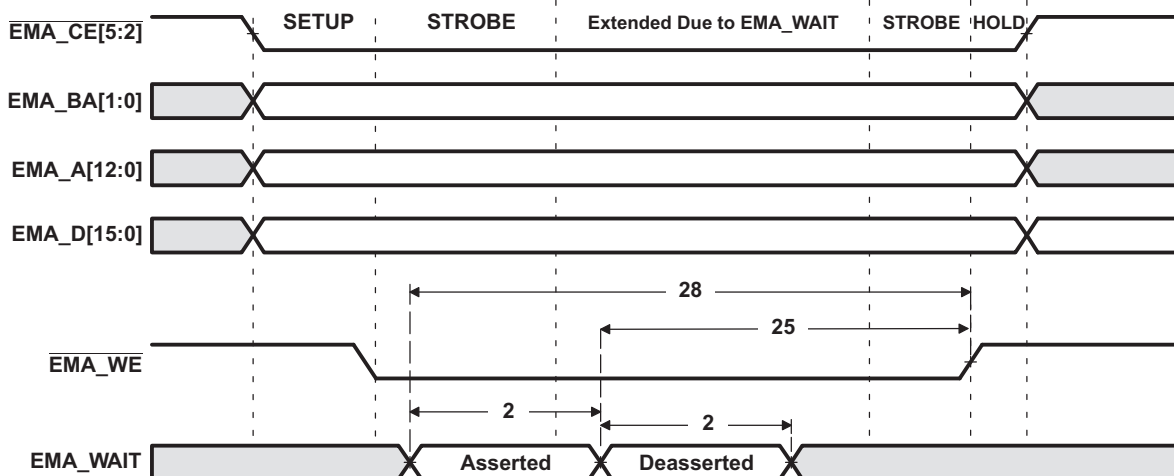 SETUP STROBE Extended Due to EMA_WAIT STROBE HOLD
EMA_CE[5:2]
EMA_BA[1:0]
EMA_A[12:0]
EMA_D[15:0]
28
25
EMA_WE
2
2
EMA_WAIT Asserted Deasserted